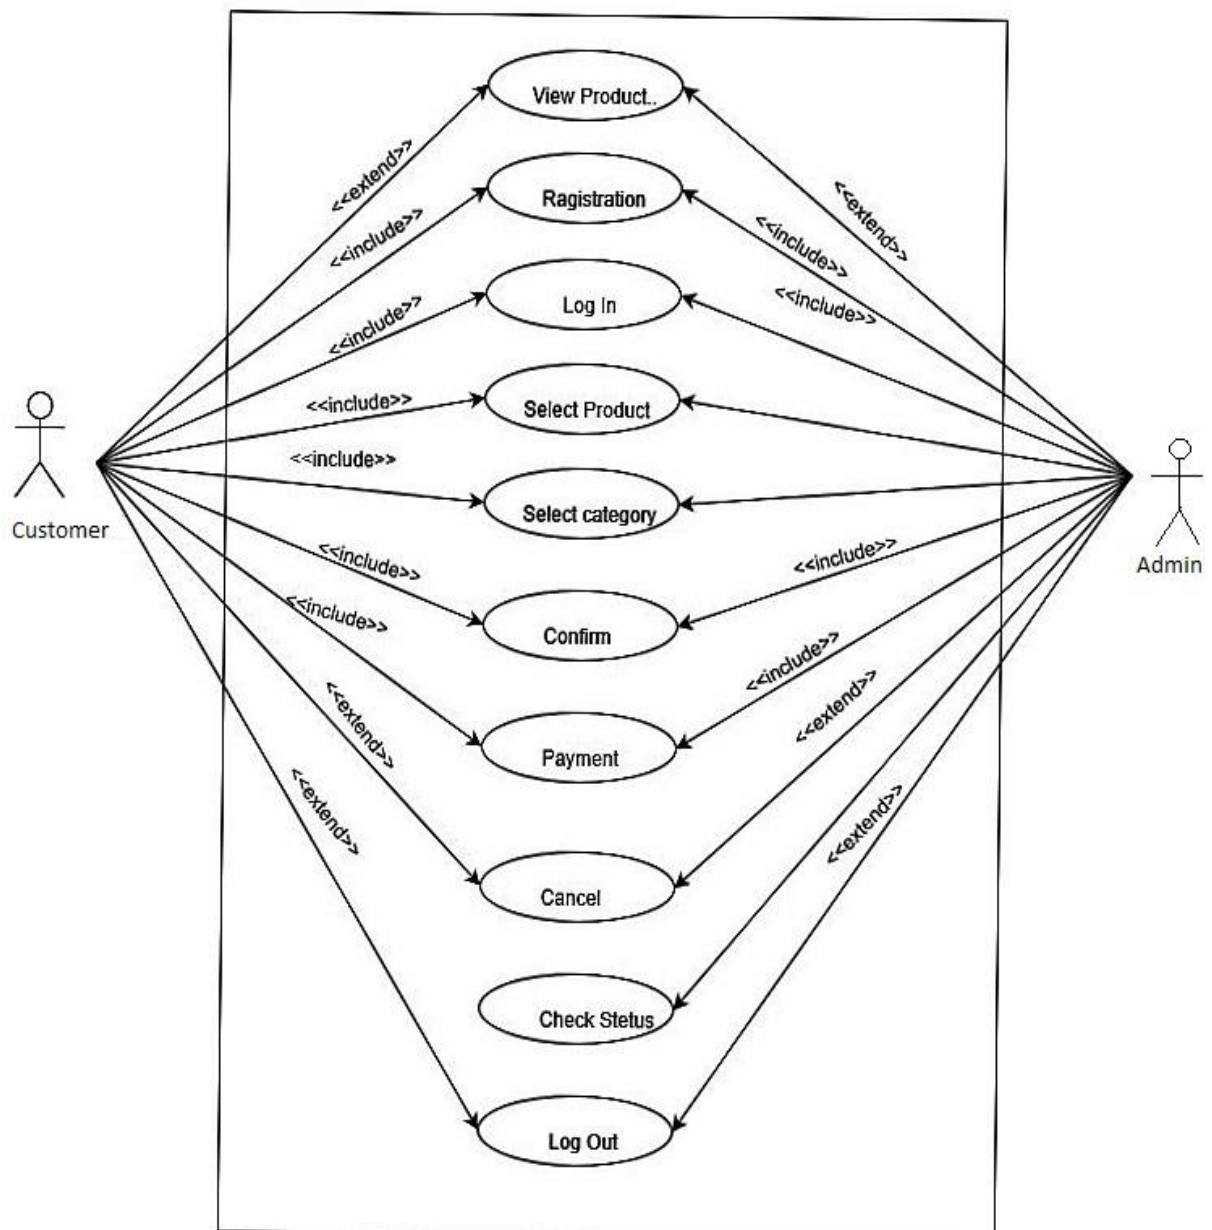 View Product..
<<extend>>
<<extend>>
Ragistration
<<include>>
<<include>>
Log In
<<include>>
<<include>>
Select Product
<<include>>
Select category
<<include>>
Customer
Admin
Confirm
<<include>>
<<include>>
Payment
<<include>>
<<include>>
Cancel
<<extend>>
<<extend>>
Check Stetus
<<extend>>
<<extend>>
Log Out